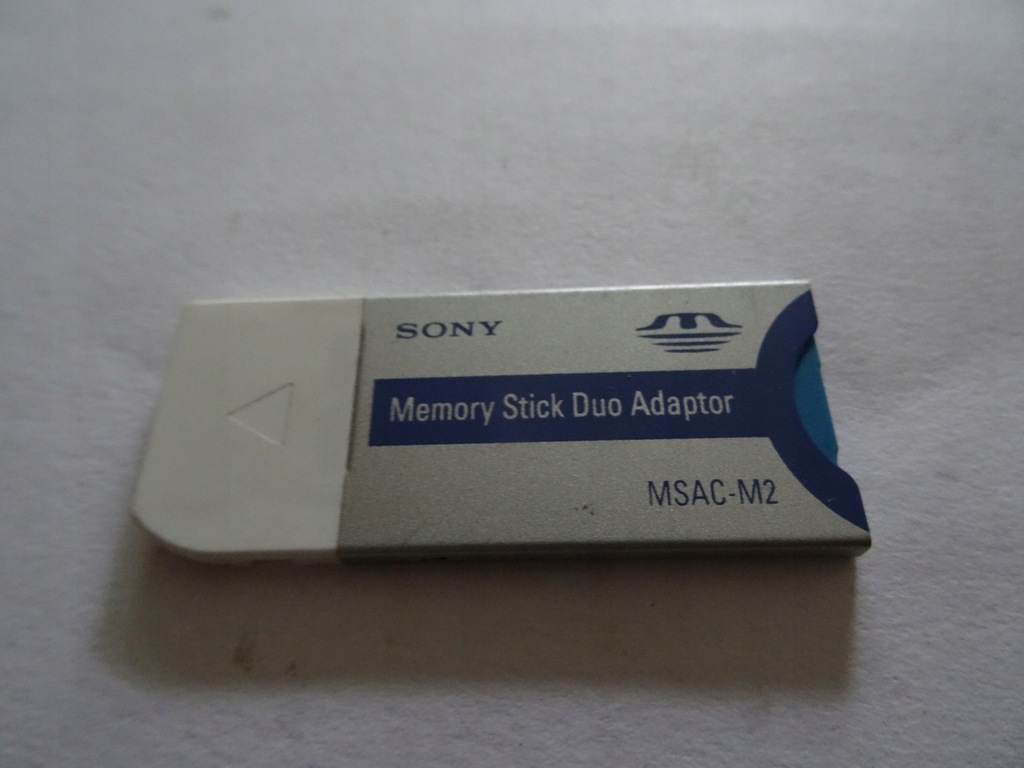 SONY
Memory Stick Duo Adaptor
MSAC-M2